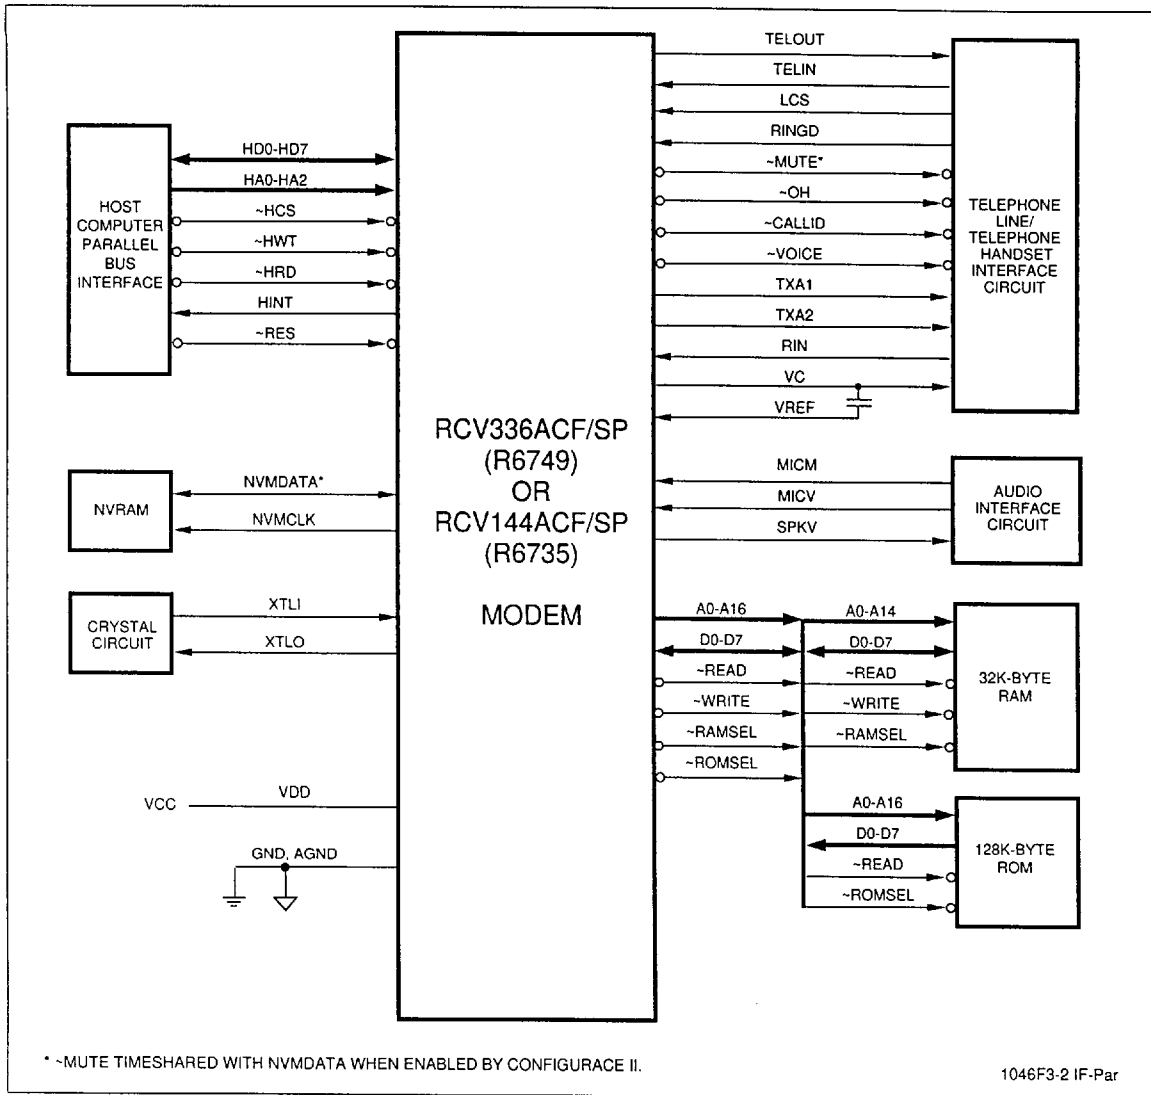 HOST
COMPUTER
PARALLEL
BUS
INTERFACE
HD0-HD7
HA0-HA2
~HCS
~HWT
~HRD
HINT
~RES
NVRAM
NVMDATA*
NVMCLK
CRYSTAL
CIRCUIT
XTLI
XTLO
VCC
VDD
GND, AGND
RCV336ACF/SP
(R6749)
OR
RCV144ACF/SP
(R6735)
MODEM
TELOUT
TELIN
LCS
RINGD
~MUTE*
~OH
~CALLID
~VOICE
TXA1
TXA2
RIN
VC
VREF
TELEPHONE
LINE/
TELEPHONE
HANDSET
INTERFACE
CIRCUIT
MICM
MICV
SPKV
AUDIO
INTERFACE
CIRCUIT
A0-A16
D0-D7
~READ
~WRITE
~RAMSEL
~ROMSEL
A0-A14
D0-D7
~READ
~WRITE
~RAMSEL
32K-BYTE
RAM
A0-A16
D0-D7
~READ
~ROMSEL
128K-BYTE
ROM
* ~MUTE TIMESHARED WITH NVMDATA WHEN ENABLED BY CONFIGURACE II.
1046F3-2 IF-Par